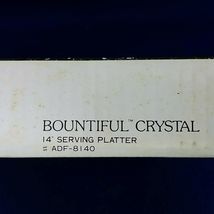 BOUNTIFUL™ CRYSTAL
14" SERVING PLATTER
# ADF-8140